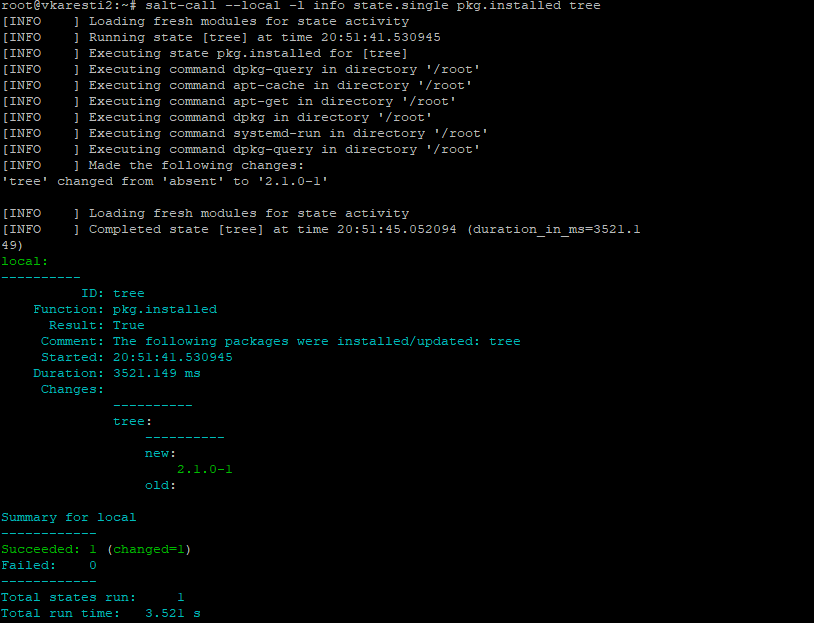 root@vkaresti2:~# salt-call --local -l info state.single pkg.installed tree
[INFO    ] Loading fresh modules for state activity
[INFO    ] Running state [tree] at time 20:51:41.530945
[INFO    ] Executing state pkg.installed for [tree]
[INFO    ] Executing command dpkg-query in directory '/root'
[INFO    ] Executing command apt-cache in directory '/root'
[INFO    ] Executing command apt-get in directory '/root'
[INFO    ] Executing command dpkg in directory '/root'
[INFO    ] Executing command systemd-run in directory '/root'
[INFO    ] Executing command dpkg-query in directory '/root'
[INFO    ] Made the following changes:
'tree' changed from 'absent' to '2.1.0-1'

[INFO    ] Loading fresh modules for state activity
[INFO    ] Completed state [tree] at time 20:51:45.052094 (duration_in_ms=3521.1
49)
local:
----------
          ID: tree
    Function: pkg.installed
      Result: True
     Comment: The following packages were installed/updated: tree
     Started: 20:51:41.530945
    Duration: 3521.149 ms
     Changes:
              ----------
              tree:
                  ----------
                  new:
                      2.1.0-1
                  old:

Summary for local
------------
Succeeded: 1 (changed=1)
Failed:    0
------------
Total states run:     1
Total run time:   3.521 s